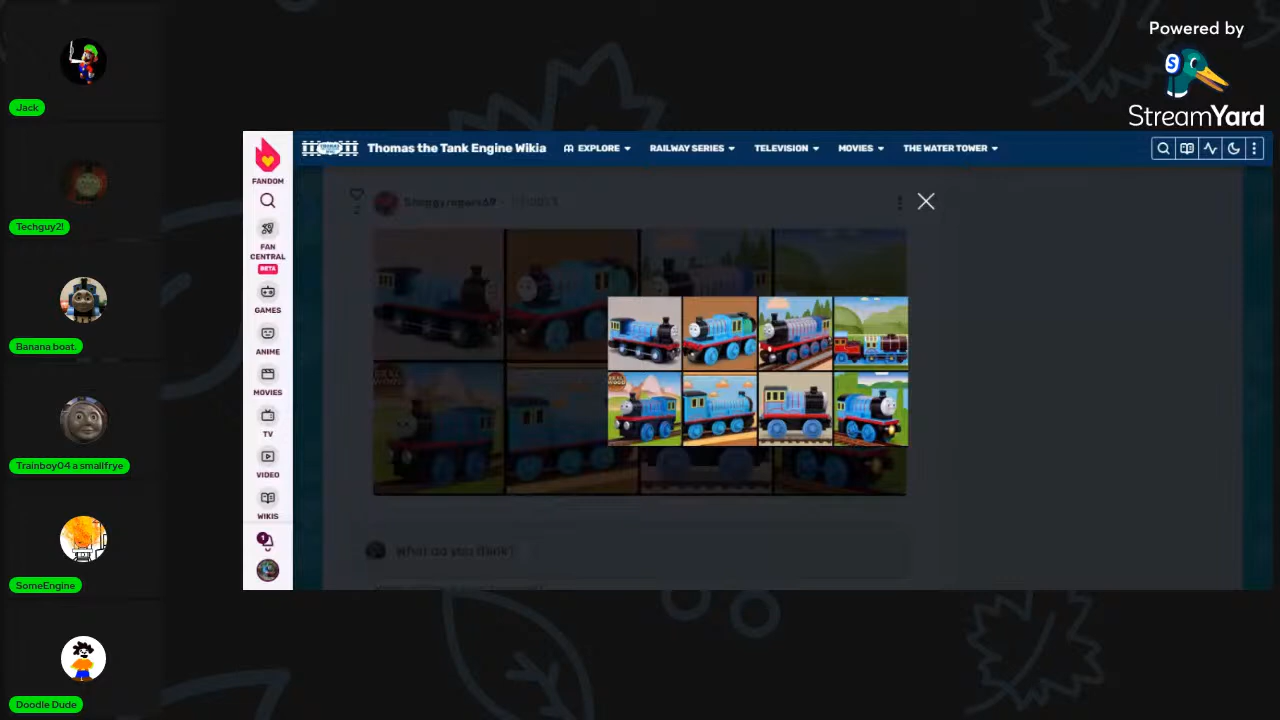 Powered by
StreamYard
Jack
Techguy2!
Banana boat.
Trainboy04 a smallfrye
SomeEngine
Doodle Dude
FANDOM
FAN
CENTRAL
BETA
GAMES
ANIME
MOVIES
TV
VIDEO
WIKIS
1
Thomas the Tank Engine Wikia
EXPLORE
RAILWAY SERIES
TELEVISION
MOVIES
THE WATER TOWER
What do you think?